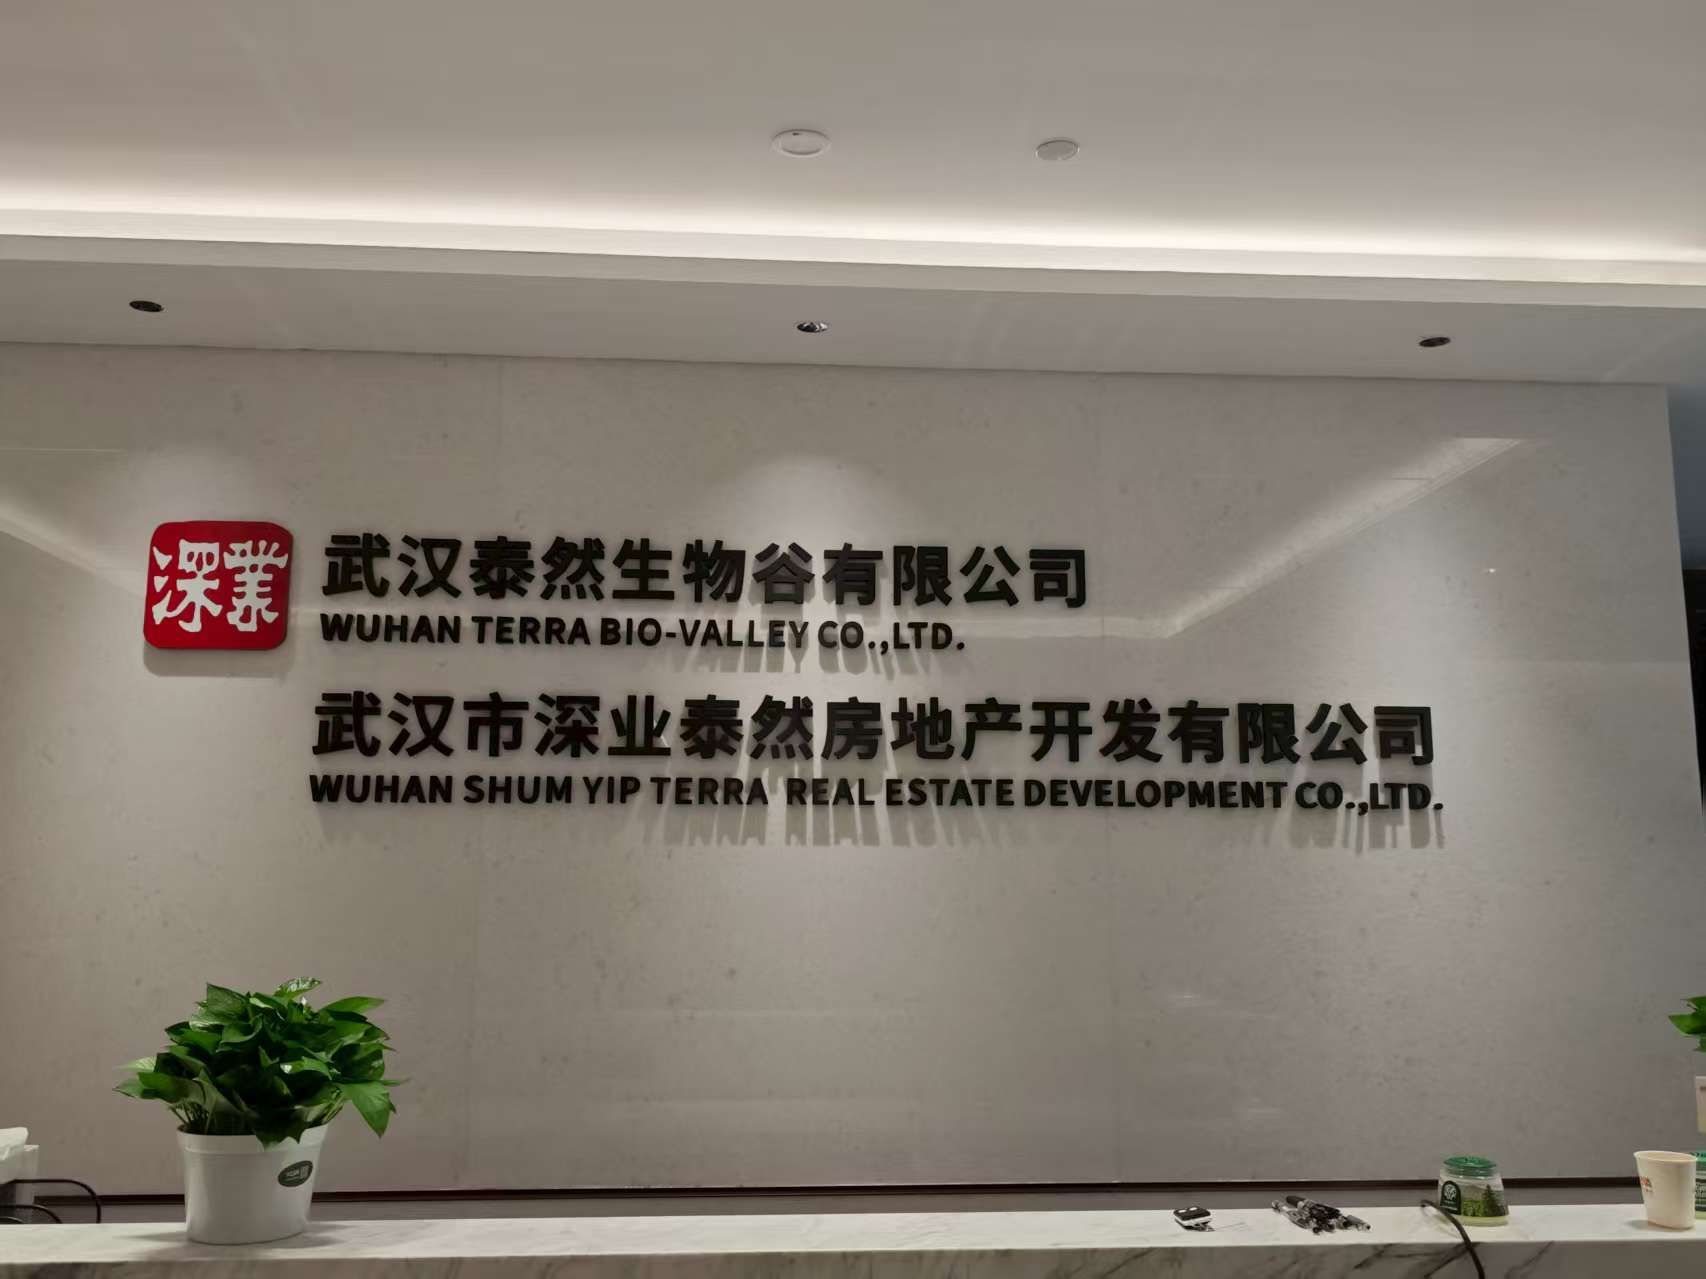 深業
武汉泰然生物谷有限公司
WUHAN TERRA BIO-VALLEY CO.,LTD.
武汉市深业泰然房地产开发有限公司
WUHAN SHUM YIP TERRA REAL ESTATE DEVELOPMENT CO.,LTD.